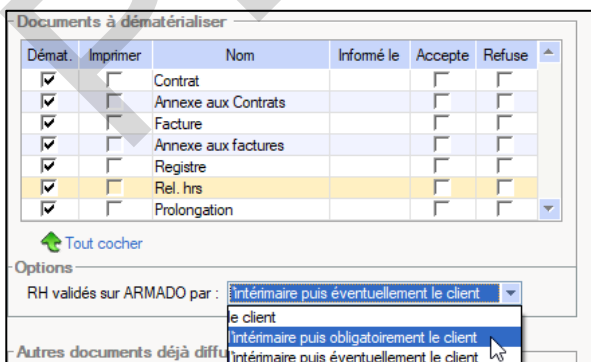 Documents à dématérialiser
Démat. Imprimer Nom Informé le Accepte Refuse
Contrat
Annexe aux Contrats
Facture
Annexe aux factures
Registre
Rel. hrs
Prolongation
Tout cocher
Options
RH validés sur ARMADO par : l'intérimaire puis éventuellement le client
le client
l'intérimaire puis obligatoirement le client
Autres documents déjà diffu
l'intérimaire puis éventuellement le client